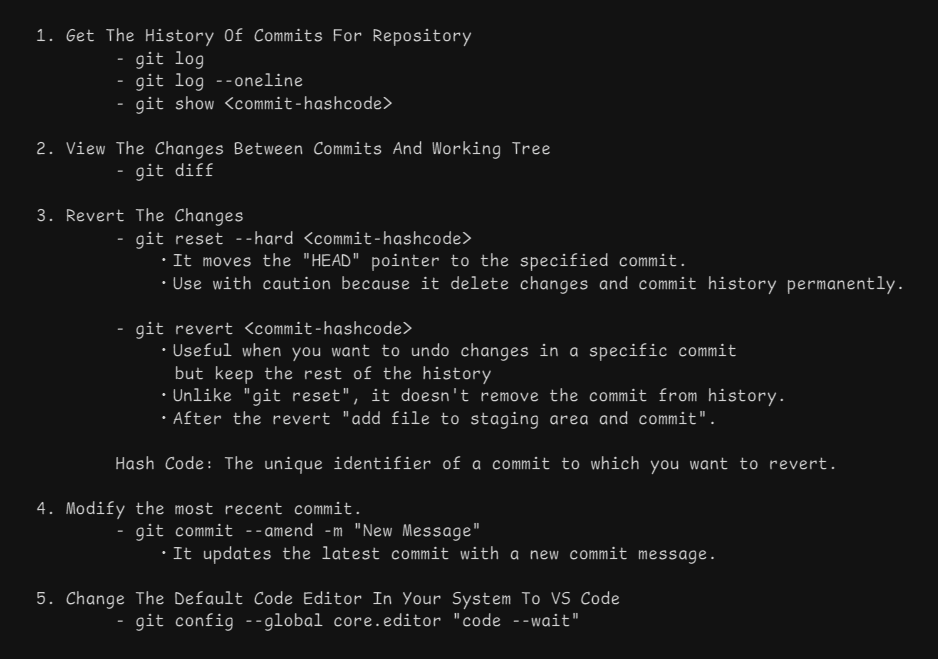 1. Get The History Of Commits For Repository
- git log
- git log --oneline
- git show <commit-hashcode>
2. View The Changes Between Commits And Working Tree
- git diff
3. Revert The Changes
- git reset --hard <commit-hashcode>
· It moves the "HEAD" pointer to the specified commit.
· Use with caution because it delete changes and commit history permanently.
- git revert <commit-hashcode>
· Useful when you want to undo changes in a specific commit
but keep the rest of the history
· Unlike "git reset", it doesn't remove the commit from history.
· After the revert "add file to staging area and commit".
Hash Code: The unique identifier of a commit to which you want to revert.
4. Modify the most recent commit.
- git commit --amend -m "New Message"
· It updates the latest commit with a new commit message.
5. Change The Default Code Editor In Your System To VS Code
- git config --global core.editor "code --wait"